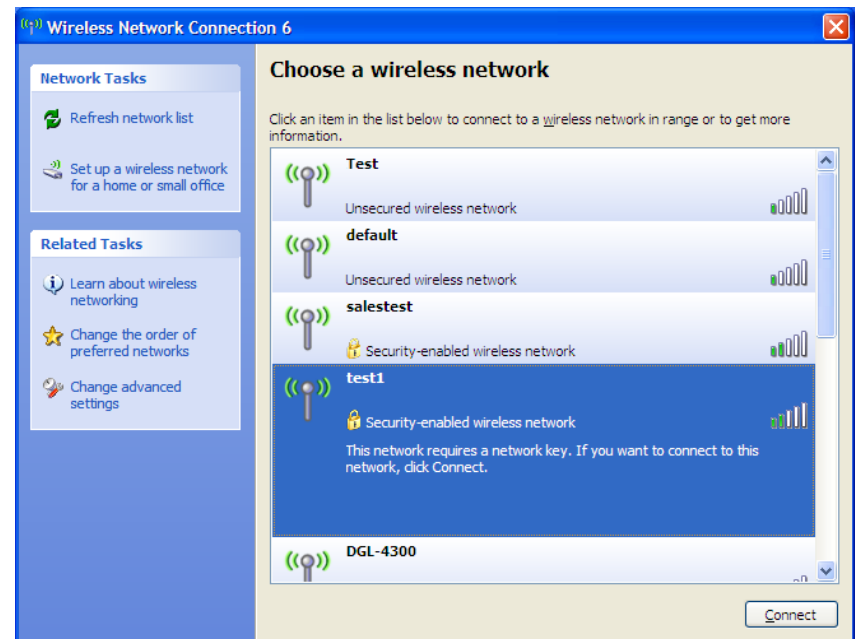 Wireless Network Connection 6
Network Tasks
Refresh network list
Set up a wireless network
for a home or small office
Related Tasks
Learn about wireless
networking
Change the order of
preferred networks
Change advanced
settings
Choose a wireless network
Click an item in the list below to connect to a wireless network in range or to get more
information.
Test
Unsecured wireless network
default
Unsecured wireless network
salestest
Security-enabled wireless network
test1
Security-enabled wireless network
This network requires a network key. If you want to connect to this
network, click Connect.
DGL-4300
Connect